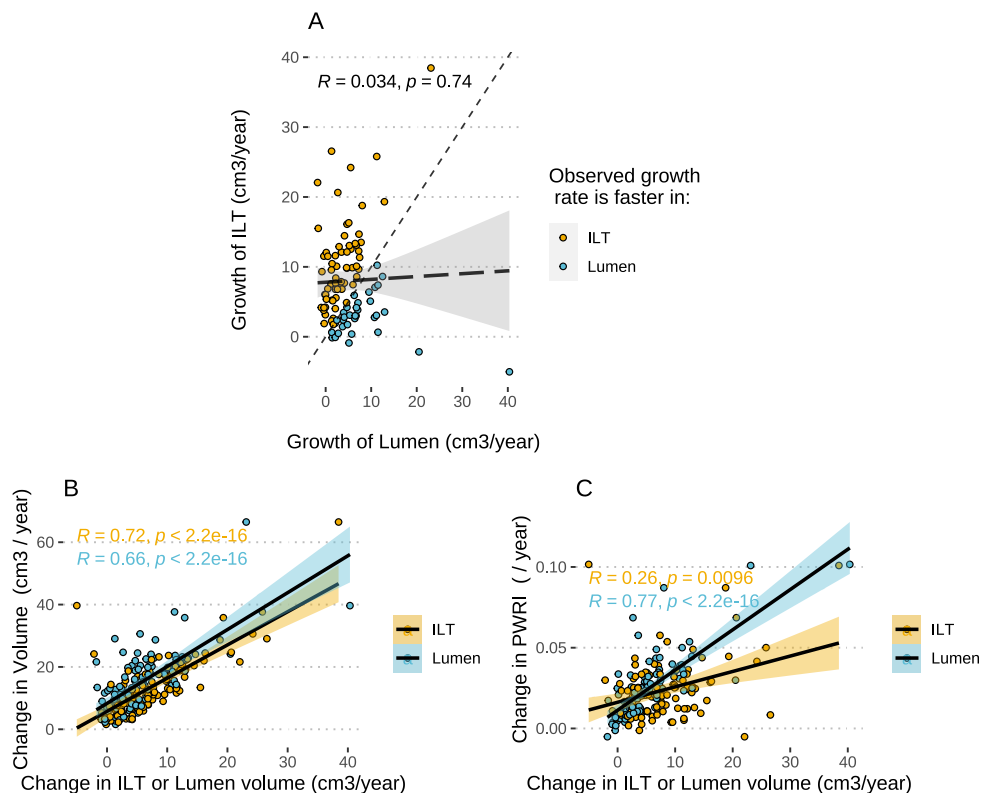 A
R = 0.034, p = 0.74
40
30
20
10
0
Growth of ILT (cm3/year)
0 10 20 30 40
Growth of Lumen (cm3/year)
Observed growth
rate is faster in:
ILT
Lumen
B
R = 0.72, p < 2.2e-16
R = 0.66, p < 2.2e-16
60
40
20
0
Change in Volume (cm3 / year)
0 10 20 30 40
Change in ILT or Lumen volume (cm3/year)
ILT
Lumen
C
R = 0.26, p = 0.0096
R = 0.77, p < 2.2e-16
0.10
0.05
0.00
Change in PWRI ( / year)
0 10 20 30 40
Change in ILT or Lumen volume (cm3/year)
ILT
Lumen